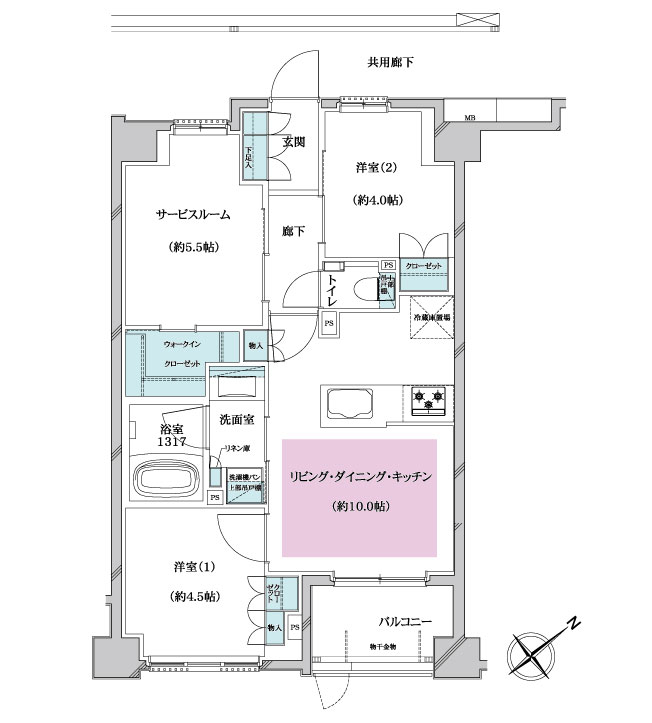 共用廊下
MB
玄関
下足入
洋室(2)
(約4.0帖)
サービスルーム
(約5.5帖)
廊下
クローゼット
PS
トイレ
上部吊戸棚
PS
冷蔵庫置場
物入
ウォークイン
クローゼット
洗面室
浴室
1317
リネン庫
洗濯機パン
上部吊戸棚
PS
リビング・ダイニング・キッチン
(約10.0帖)
洋室(1)
(約4.5帖)
クローゼット
物入
PS
バルコニー
物干金物
N